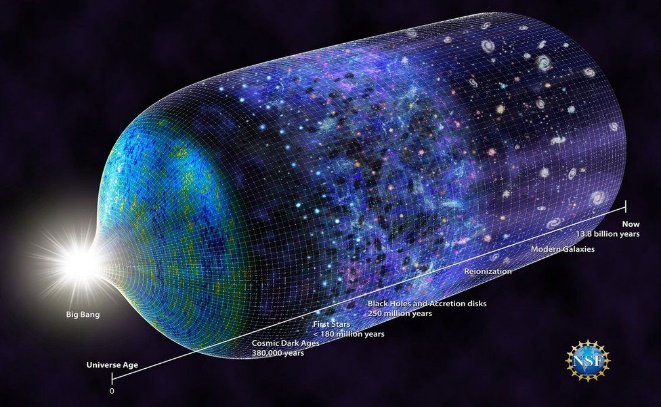 Big Bang
Universe Age
0
Cosmic Dark Ages
380,000 years
First Stars
< 180 million years
Black Holes and Accretion disks
250 million years
Reionization
Modern Galaxies
Now
13.8 billion years
NSF